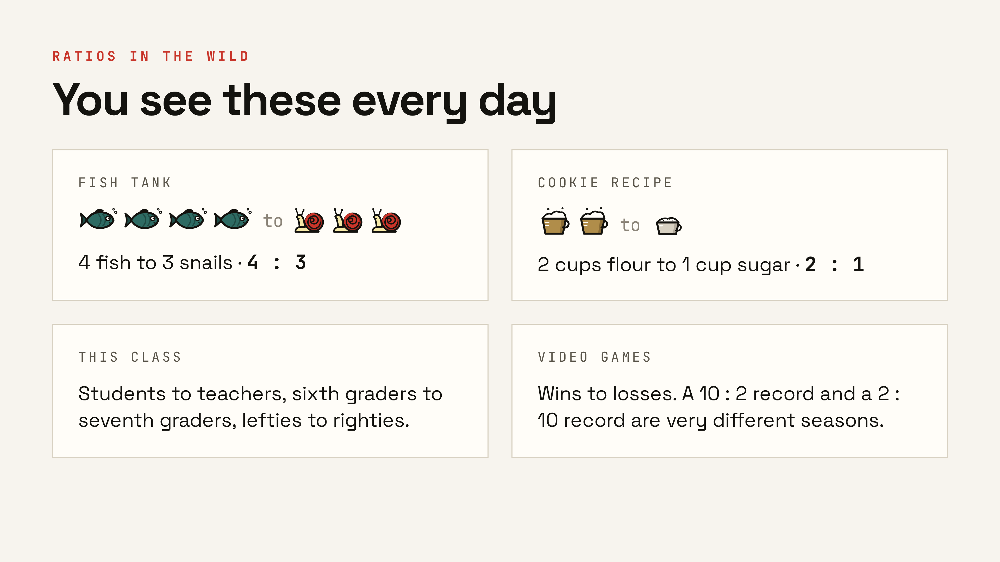 RATIOS IN THE WILD
You see these every day
FISH TANK
to
4 fish to 3 snails · 4 : 3
COOKIE RECIPE
to
2 cups flour to 1 cup sugar · 2 : 1
THIS CLASS
Students to teachers, sixth graders to
seventh graders, lefties to righties.
VIDEO GAMES
Wins to losses. A 10 : 2 record and a 2 :
10 record are very different seasons.